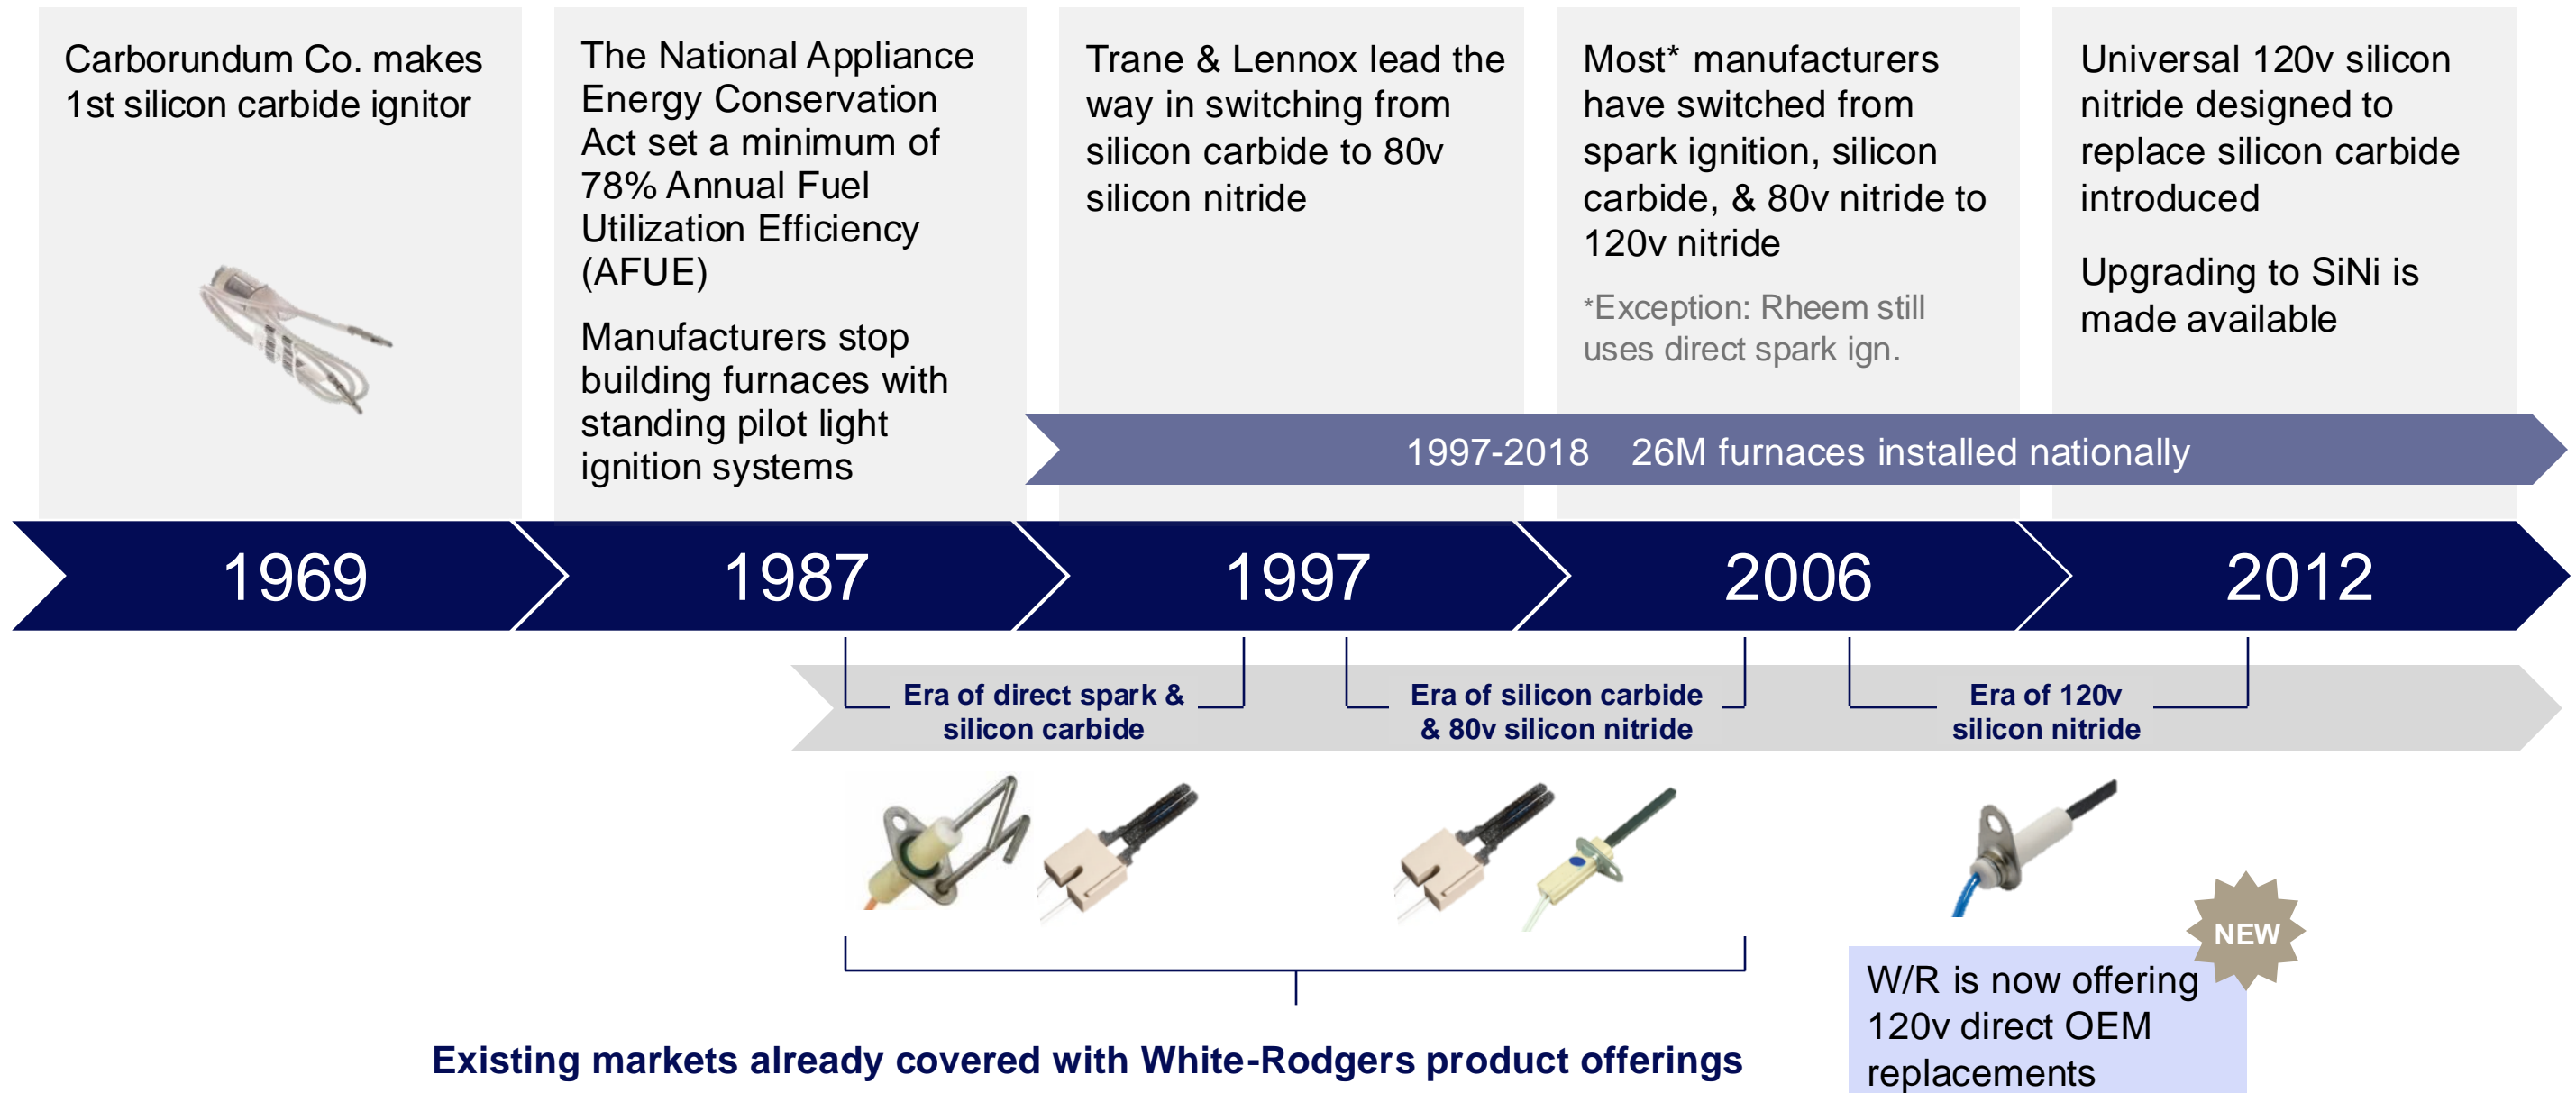 Carborundum Co. makes
1st silicon carbide ignitor
The National Appliance
Energy Conservation
Act set a minimum of
78% Annual Fuel
Utilization Efficiency
(AFUE)
Manufacturers stop
building furnaces with
standing pilot light
ignition systems
Trane & Lennox lead the
way in switching from
silicon carbide to 80v
silicon nitride
Most* manufacturers
have switched from
spark ignition, silicon
carbide, & 80v nitride to
120v nitride
*Exception: Rheem still
uses direct spark ign.
Universal 120v silicon
nitride designed to
replace silicon carbide
introduced
Upgrading to SiNi is
made available
1997-2018 26M furnaces installed nationally
1969
1987
1997
2006
2012
Era of direct spark &
silicon carbide
Era of silicon carbide
& 80v silicon nitride
Era of 120v
silicon nitride
Existing markets already covered with White-Rodgers product offerings
NEW
W/R is now offering
120v direct OEM
replacements